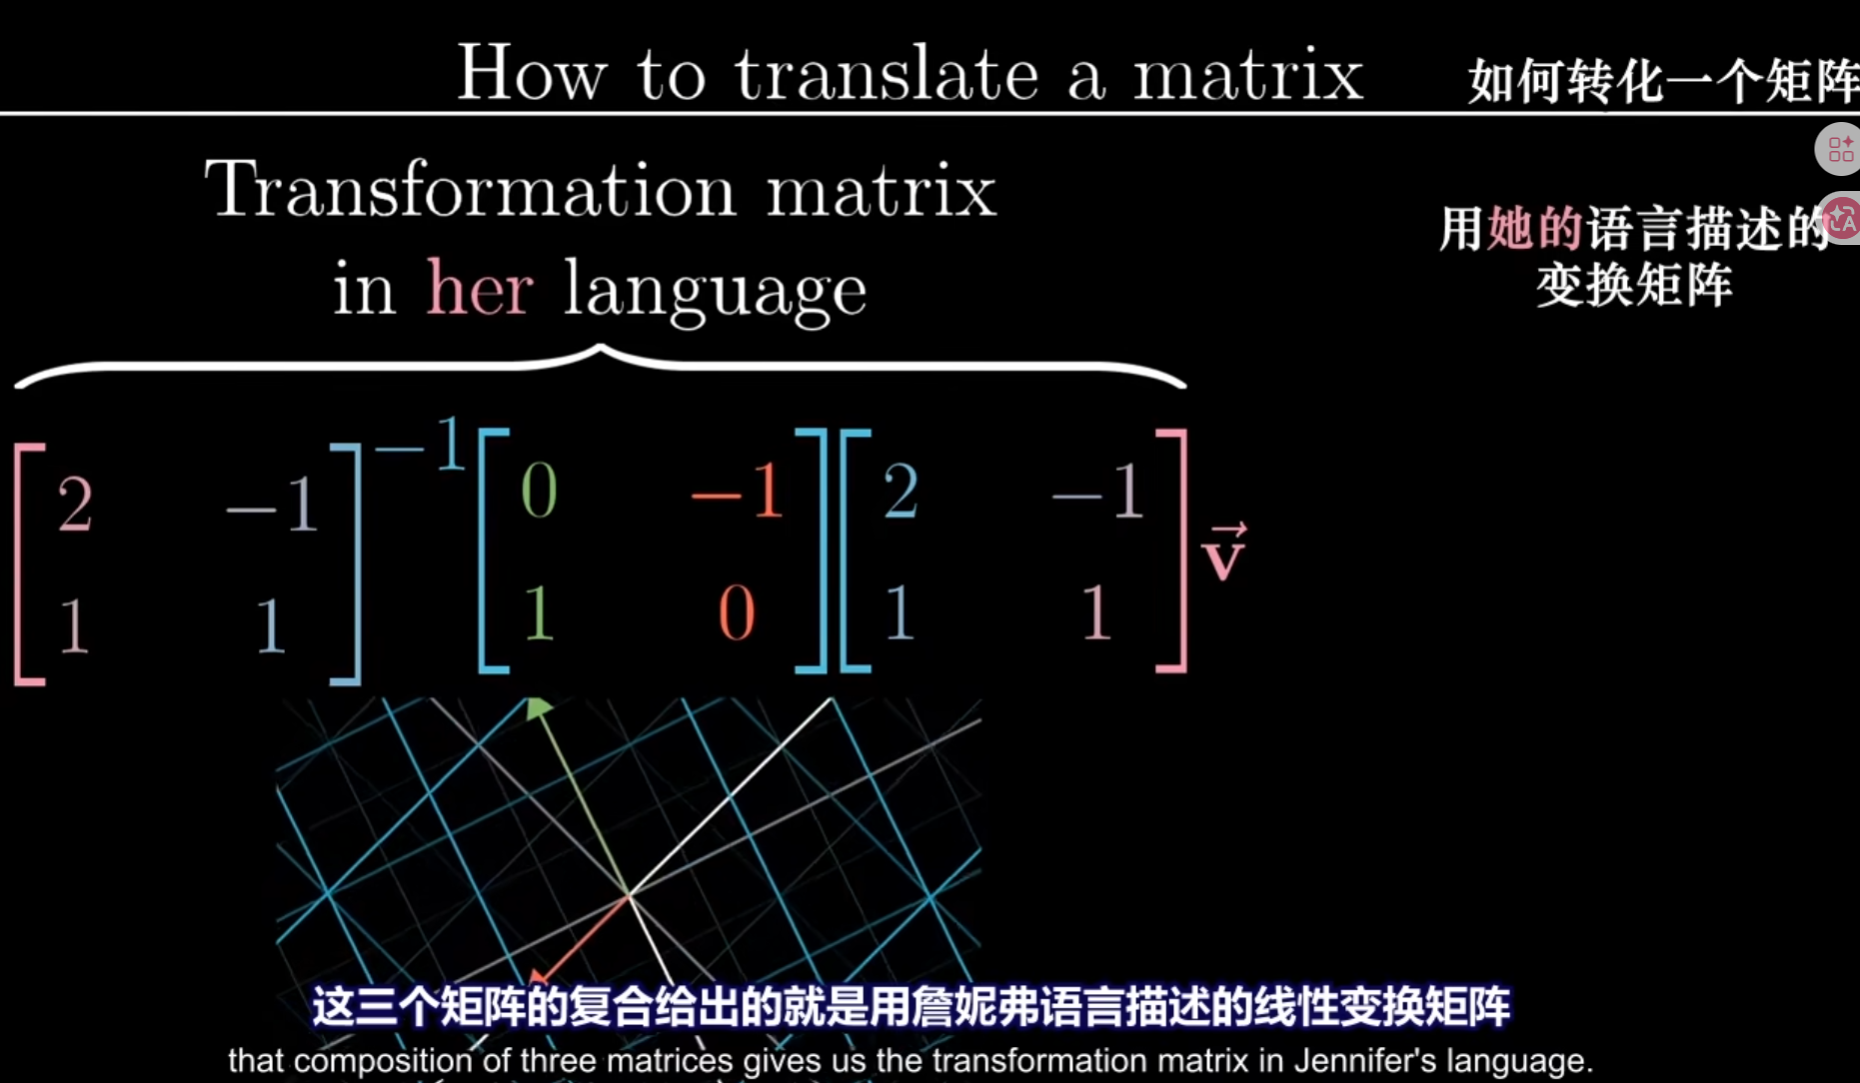 How to translate a matrix
如何转化一个矩阵
Transformation matrix
in her language
用她的语言描述的
变换矩阵
2 −1 −1 0 −1 2 −1
v
1 1 1 0 1 1
这三个矩阵的复合给出的就是用詹妮弗语言描述的线性变换矩阵
that composition of three matrices gives us the transformation matrix in Jennifer's language.